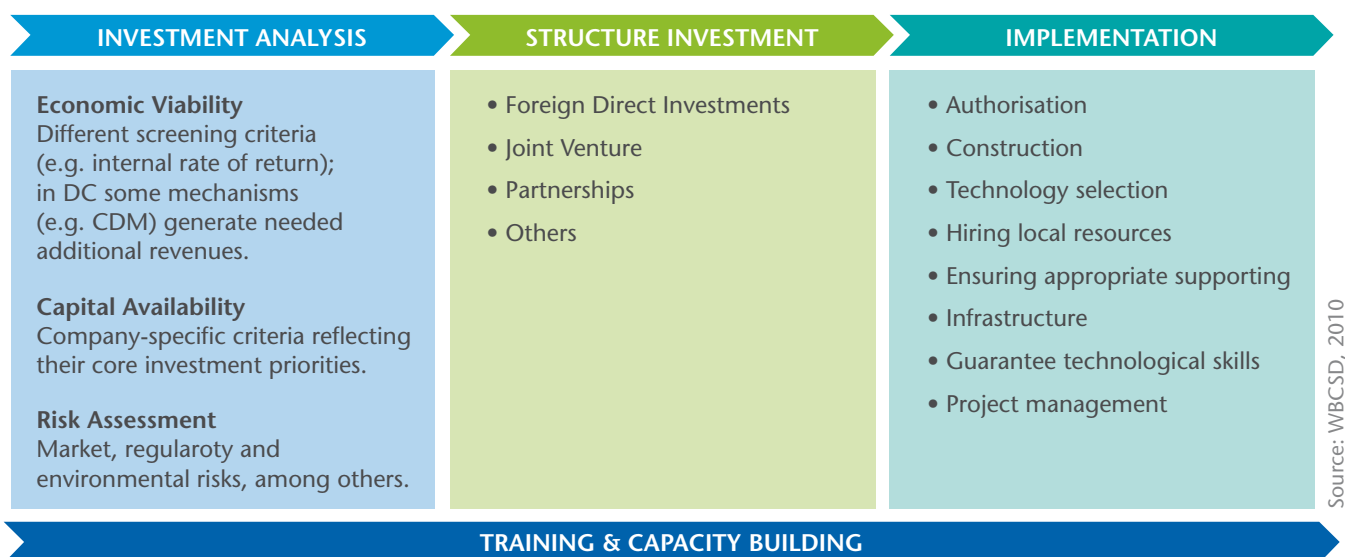 INVESTMENT ANALYSIS
STRUCTURE INVESTMENT
IMPLEMENTATION
Economic Viability
Different screening criteria
(e.g. internal rate of return);
in DC some mechanisms
(e.g. CDM) generate needed
additional revenues.
Capital Availability
Company-specific criteria reflecting
their core investment priorities.
Risk Assessment
Market, regularoty and
environmental risks, among others.
• Foreign Direct Investments
• Joint Venture
• Partnerships
• Others
• Authorisation
• Construction
• Technology selection
• Hiring local resources
• Ensuring appropriate supporting
• Infrastructure
• Guarantee technological skills
• Project management
Source: WBCSD, 2010
TRAINING & CAPACITY BUILDING